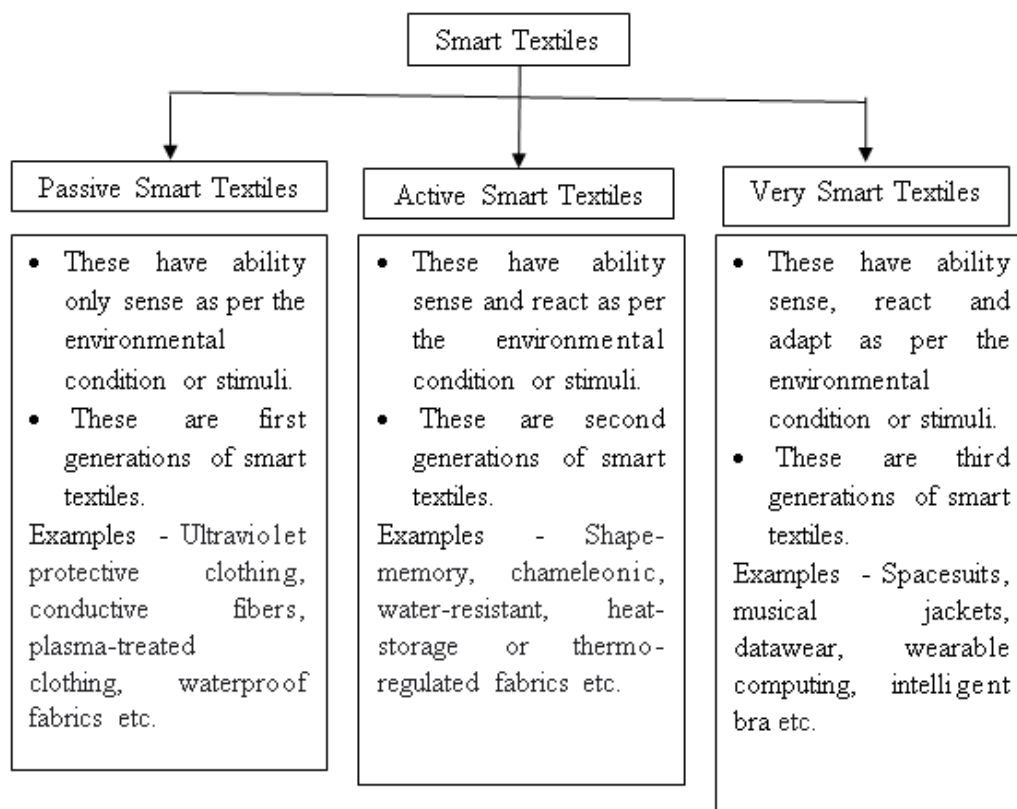 Smart Textiles
Passive Smart Textiles
Active Smart Textiles
Very Smart Textiles
• These have ability
only sense as per the
environmental
condition or stimuli.
• These are first
generations of smart
textiles.
Examples - Ultraviolet
protective clothing,
conductive fibers,
plasma-treated
clothing, waterproof
fabrics etc.
• These have ability
sense and react as per
the environmental
condition or stimuli.
• These are second
generations of smart
textiles.
Examples - Shape-
memory, chameleonic,
water-resistant, heat-
storage or thermo-
regulated fabrics etc.
• These have ability
sense, react and
adapt as per the
environmental
condition or stimuli.
• These are third
generations of smart
textiles.
Examples - Spacesuits,
musical jackets,
datawear, wearable
computing, intelligent
bra etc.